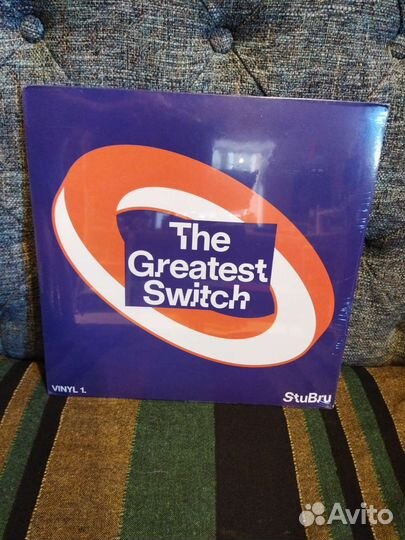 The
Greatest
Switch
VINYL 1.
StuBru
Avito